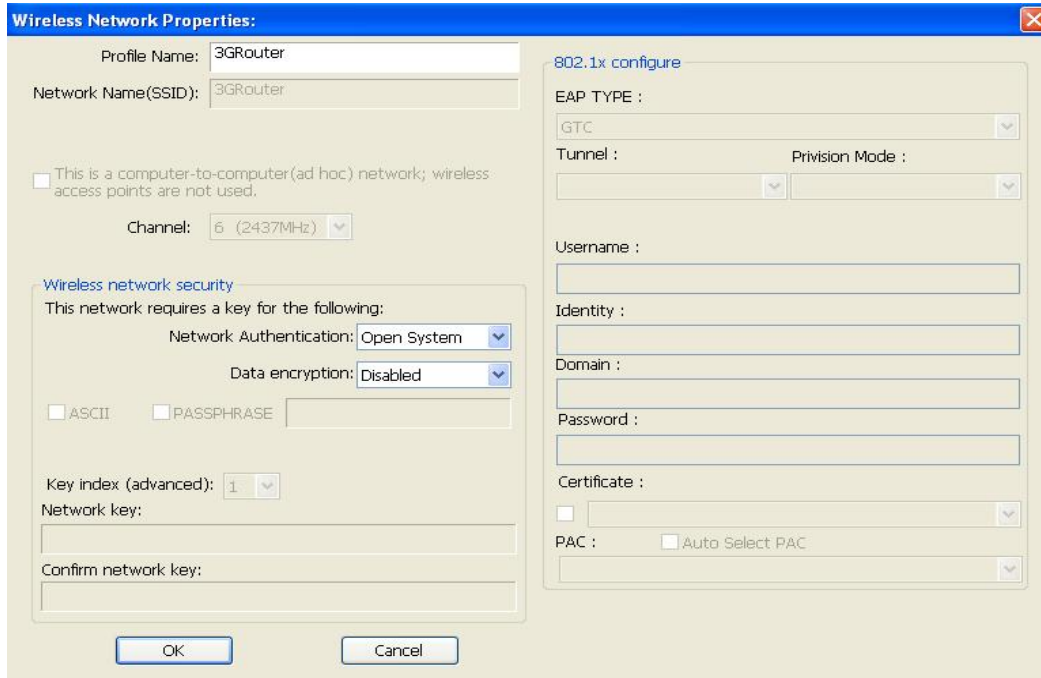 Wireless Network Properties:
Profile Name: 3GRouter
Network Name(SSID): 3GRouter
This is a computer-to-computer(ad hoc) network; wireless
access points are not used.
Channel: 6 (2437MHz)
Wireless network security
This network requires a key for the following:
Network Authentication: Open System
Data encryption: Disabled
ASCII PASSPHRASE
Key index (advanced): 1
Network key:
Confirm network key:
OK Cancel
802.1x configure
EAP TYPE :
GTC
Tunnel : Privision Mode :
Username :
Identity :
Domain :
Password :
Certificate :
PAC : Auto Select PAC